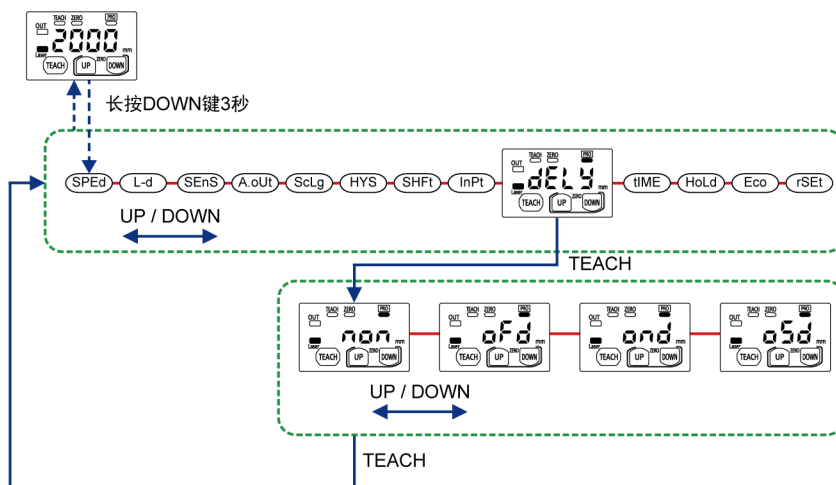 TEACH ZERO PRO
OUT
2000 mm
Laser
TEACH UP ZERO DOWN
长按DOWN键3秒
SPEd L-d SEnS A.oUt ScLg HYS SHFt InPt
TEACH ZERO PRO
OUT
dELY mm
Laser
TEACH UP ZERO DOWN
tIME HoLd Eco rSEt
UP / DOWN
TEACH
TEACH ZERO PRO
OUT
non mm
Laser
TEACH UP ZERO DOWN
TEACH ZERO PRO
OUT
oFd mm
Laser
TEACH UP ZERO DOWN
TEACH ZERO PRO
OUT
ond mm
Laser
TEACH UP ZERO DOWN
TEACH ZERO PRO
OUT
oSd mm
Laser
TEACH UP ZERO DOWN
UP / DOWN
TEACH